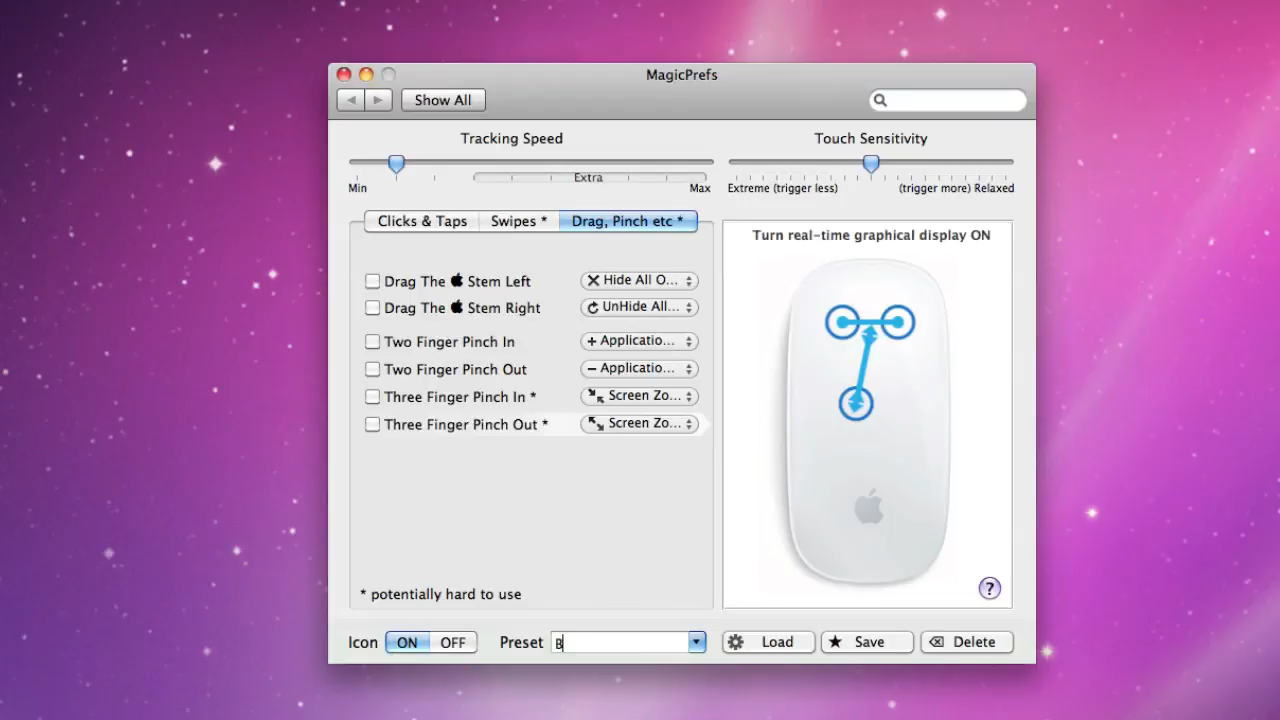 MagicPrefs
Show All
Tracking Speed
Touch Sensitivity
Extra
Min
Max
Extreme (trigger less)
(trigger more) Relaxed
Clicks & Taps
Swipes *
Drag, Pinch etc *
Turn real-time graphical display ON
Drag The Stem Left
Hide All O...
Drag The Stem Right
UnHide All...
Two Finger Pinch In
+ Applicatio...
Two Finger Pinch Out
− Applicatio...
Three Finger Pinch In *
Screen Zo...
Three Finger Pinch Out *
Screen Zo...
* potentially hard to use
?
Icon
ON
OFF
Preset
B
Load
Save
Delete